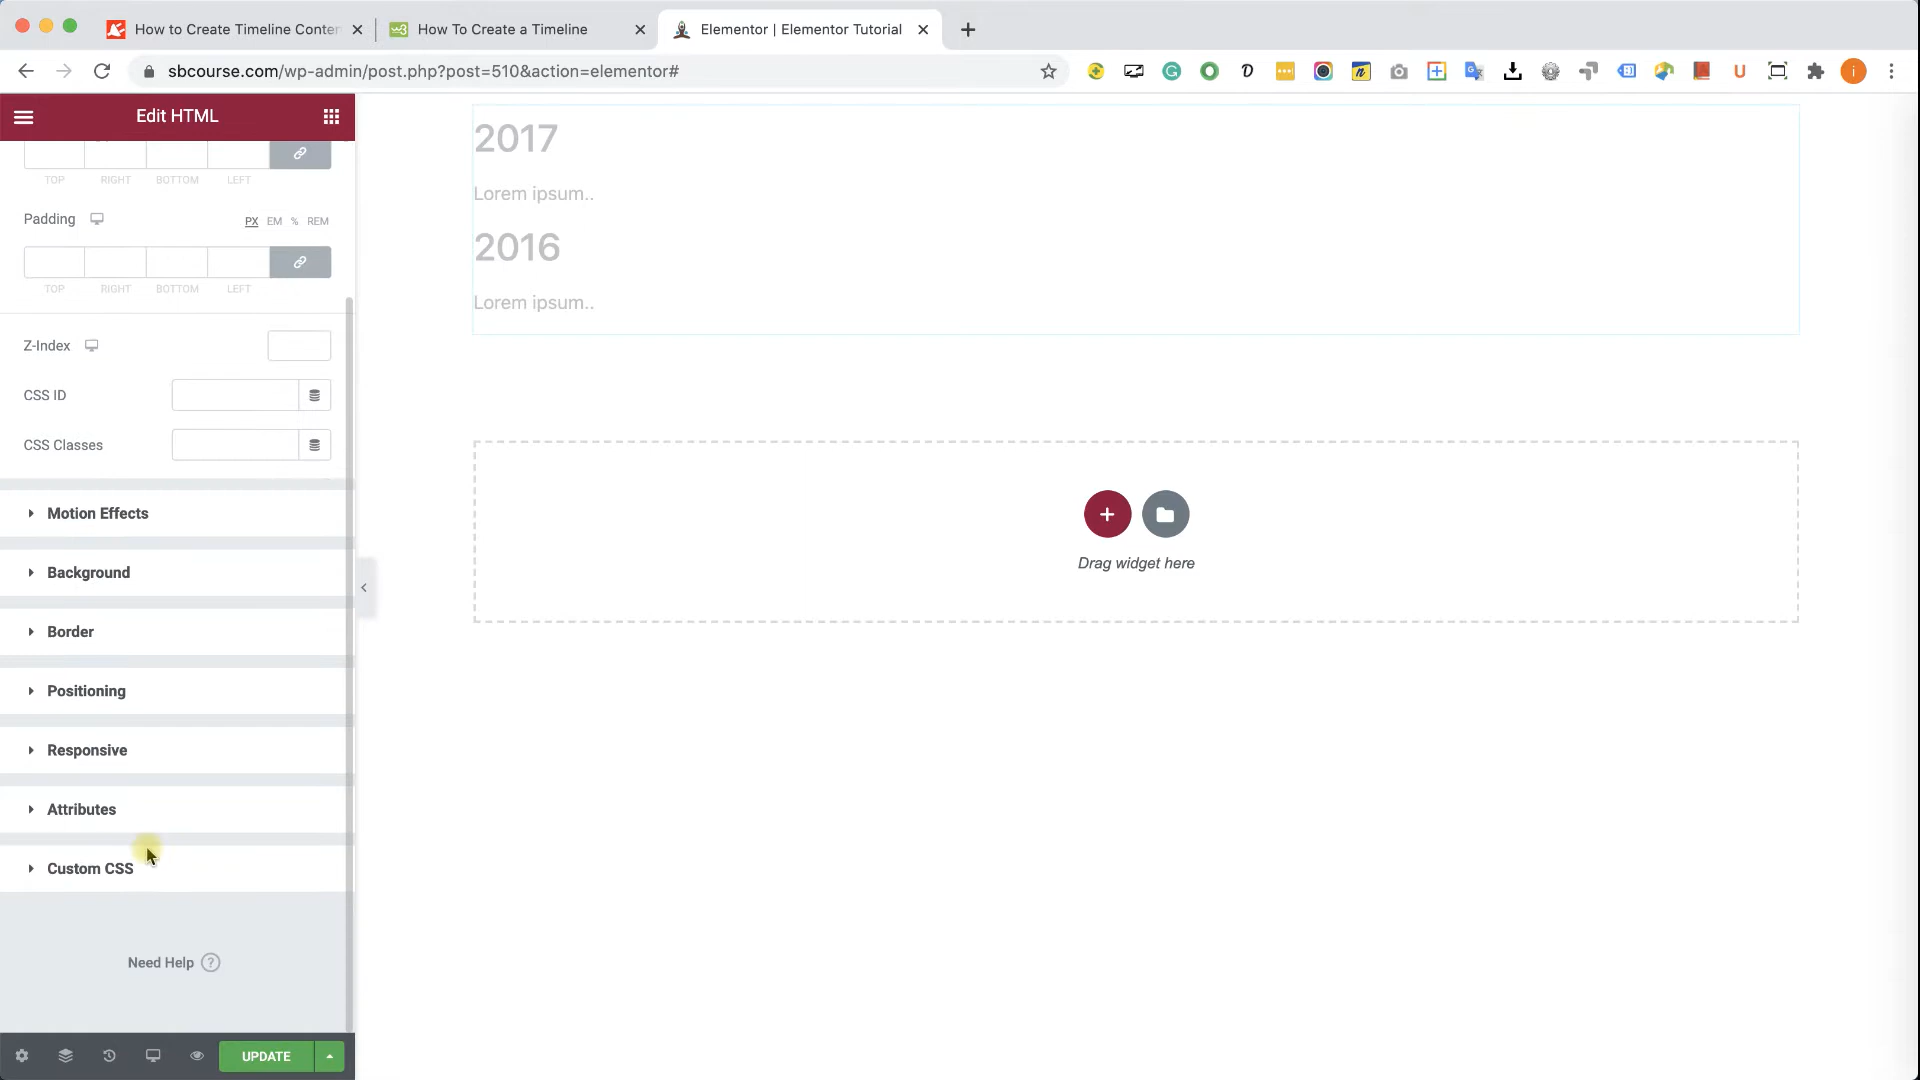 How to Create Timeline Conter
How To Create a Timeline
Elementor | Elementor Tutorial
sbcourse.com/wp-admin/post.php?post=510&action=elementor#
Edit HTML
TOP RIGHT BOTTOM LEFT
Padding PX EM % REM
TOP RIGHT BOTTOM LEFT
Z-Index
CSS ID
CSS Classes
Motion Effects
Background
Border
Positioning
Responsive
Attributes
Custom CSS
Need Help ?
UPDATE
2017
Lorem ipsum..
2016
Lorem ipsum..
Drag widget here